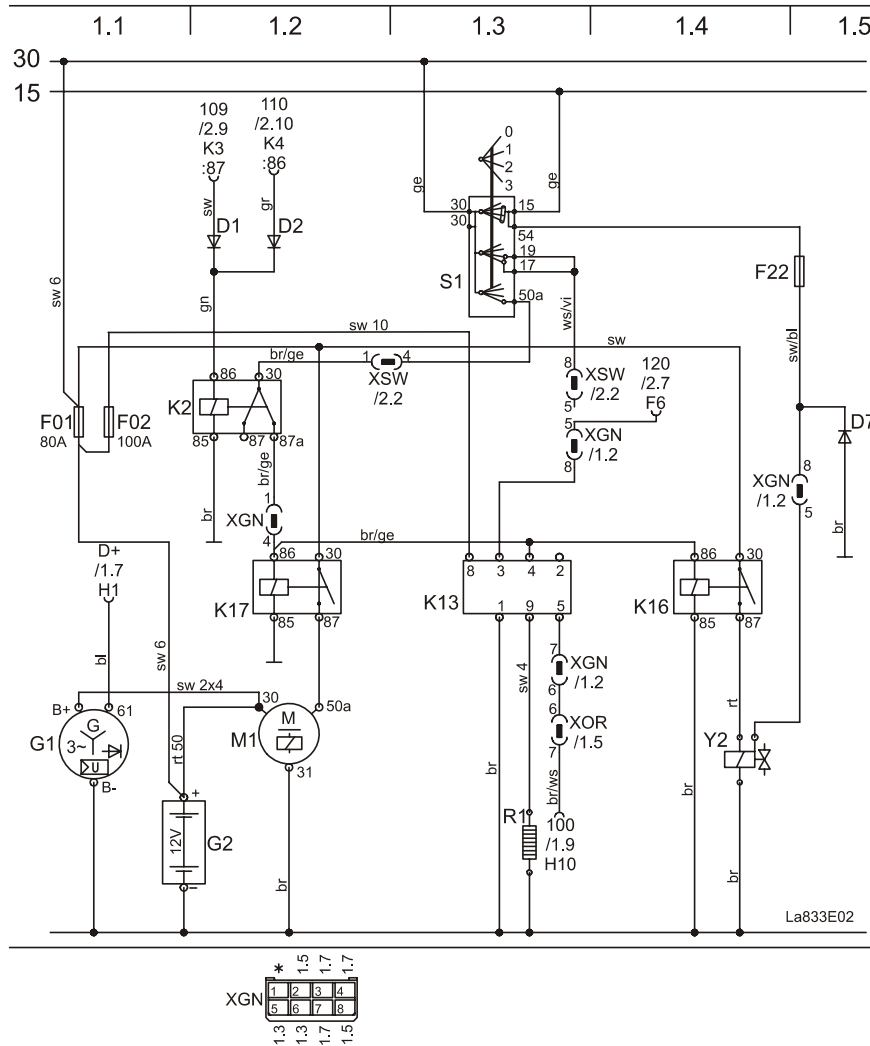 1.1 1.2 1.3 1.4 1.5
30
15
109
/2.9
K3
:87
110
/2.10
K4
:86
0
1
2
3
sw
gr
D1
D2
ge
ge
30
30
15
54
19
17
50a
S1
F22
sw 6
gn
ws/vi
sw/bl
sw 10
sw
br/ge
1
4
XSW
/2.2
8
XSW
/2.2
5
120
/2.7
F6
86
30
K2
85
87
87a
F01
80A
F02
100A
5
XGN
/1.2
8
D7
XGN
/1.2
8
5
br
br/ge
1
XGN
4
br/ge
br
D+
/1.7
H1
86
30
K17
85
87
8
3
4
2
K13
1
9
5
86
30
K16
85
87
bl
sw 6
sw 2x4
B+
61
G
3~
U
G1
B-
rt 50
30
50a
M
M1
31
sw 4
7
XGN
/1.2
6
6
XOR
/1.5
7
rt
Y2
+
12V
G2
−
br
br
R1
br/ws
100
/1.9
H10
br
br
La833E02
* 1.5 1.7 1.7
XGN
1 2 3 4
5 6 7 8
1.3 1.3 1.7 1.5